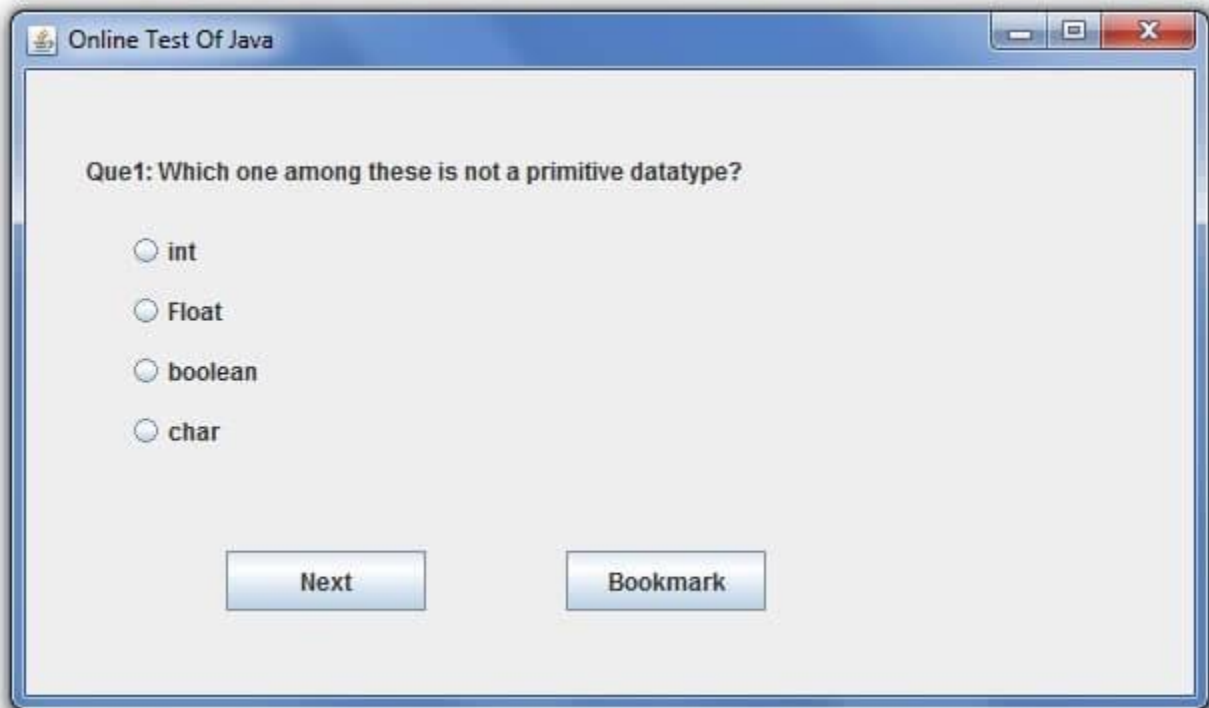 Online Test Of Java
Que1: Which one among these is not a primitive datatype?
int
Float
boolean
char
Next Bookmark